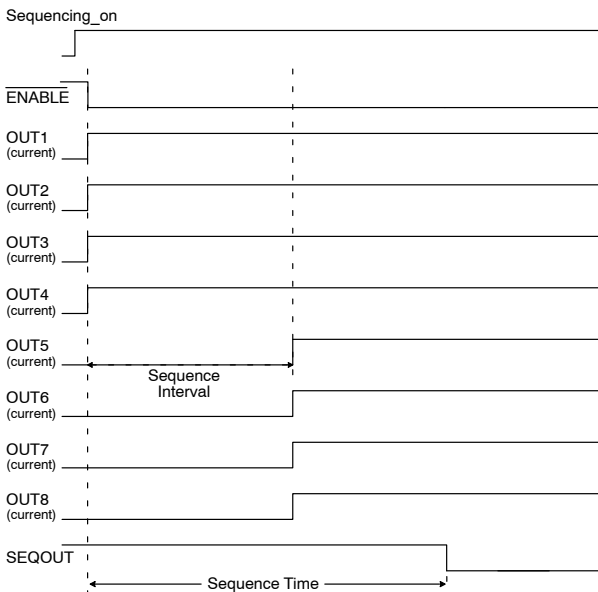 Sequencing_on
ENABLE
OUT1
(current)
OUT2
(current)
OUT3
(current)
OUT4
(current)
OUT5
(current)
Sequence
Interval
OUT6
(current)
OUT7
(current)
OUT8
(current)
SEQOUT
Sequence Time